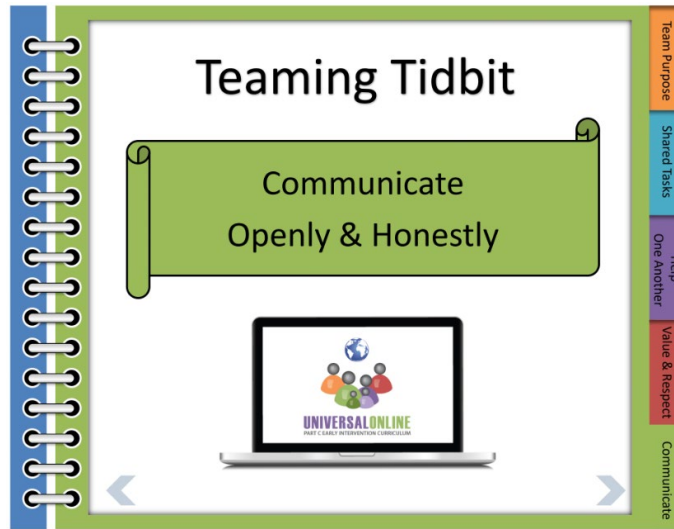 Teaming Tidbit
Communicate
Openly & Honestly
UNIVERSALONLINE
PART C EARLY INTERVENTION CURRICULUM
Team Purpose
Shared Tasks
Help
One Another
Value & Respect
Communicate